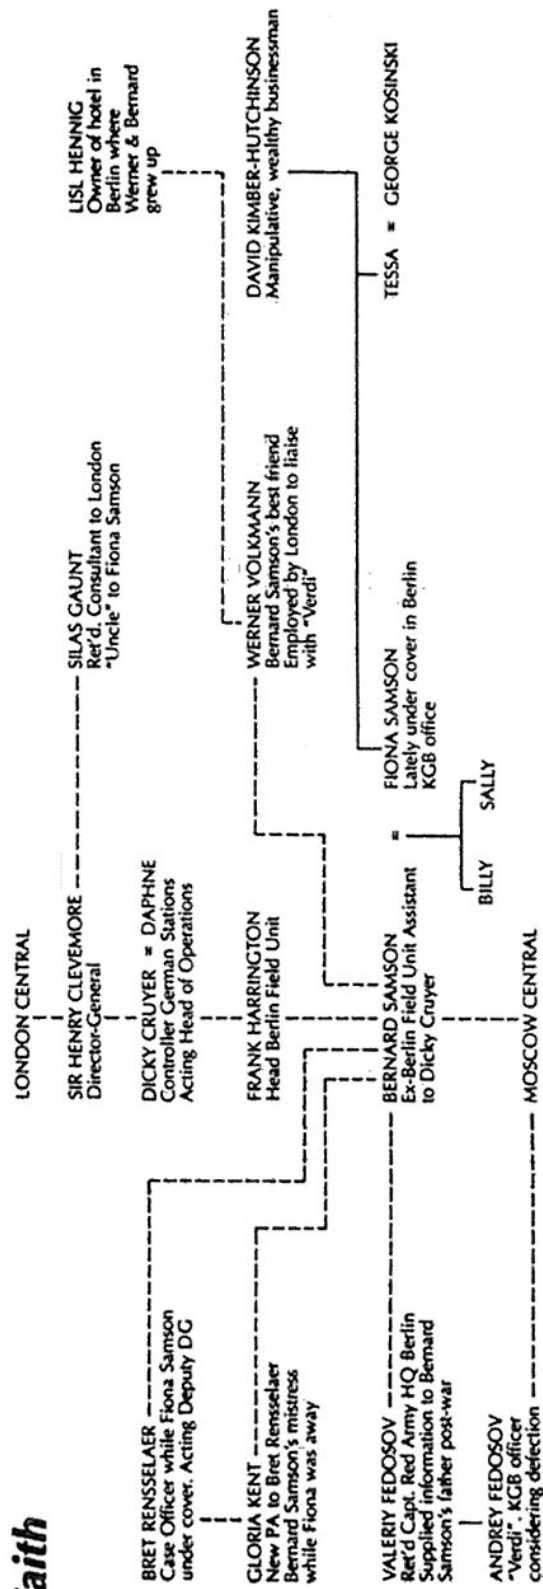 aith
LONDON CENTRAL
SIR HENRY CLEVEMORE
Director-General
SILAS GAUNT
Ret'd. Consultant to London
"Uncle" to Fiona Samson
LISL HENNIG
Owner of hotel in
Berlin where
Werner & Bernard
grew up
BRET RENSSELAER
Case Officer while Fiona Samson
under cover. Acting Deputy DG
DICKY CRUYER = DAPHNE
Controller German Stations
Acting Head of Operations
GLORIA KENT
New PA to Bret Rensselaer
Bernard Samson's mistress
while Fiona was away
FRANK HARRINGTON
Head Berlin Field Unit
WERNER VOLKMANN
Bernard Samson's best friend
Employed by London to liaise
with "Verdi"
DAVID KIMBER-HUTCHINSON
Manipulative, wealthy businessman
VALERIY FEDOSOV
Ret'd Capt. Red Army HQ Berlin
Supplied information to Bernard
Samson's father post-war
BERNARD SAMSON
Ex-Berlin Field Unit Assistant
to Dicky Cruyer
=
FIONA SAMSON
Lately under cover in Berlin
KGB office
TESSA = GEORGE KOSINSKI
BILLY SALLY
ANDREY FEDOSOV
"Verdi". KGB officer
considering defection
MOSCOW CENTRAL